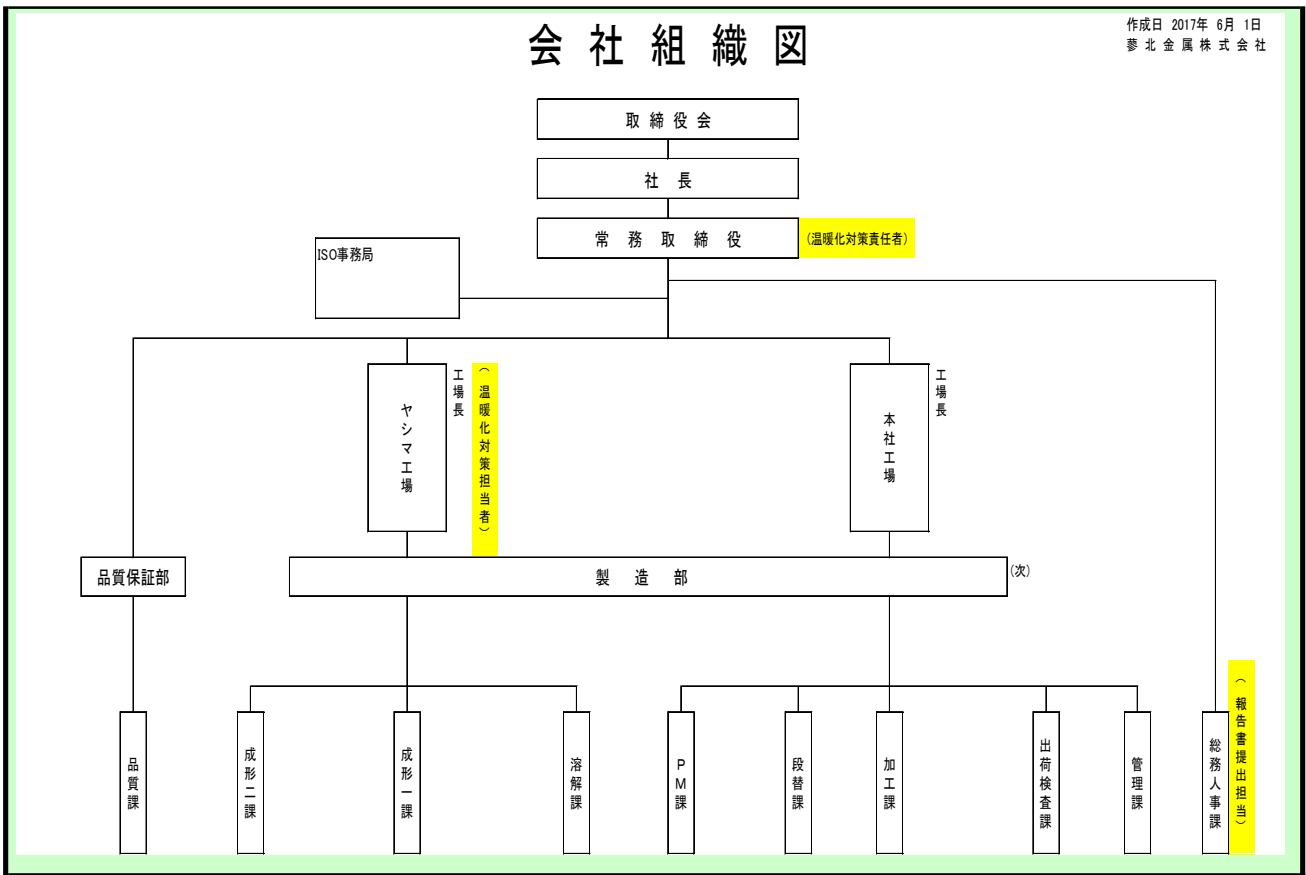 会社組織図
作成日 2017年 6月 1日
蓼北金属株式会社
取締役会
社長
常務取締役
(温暖化対策責任者)
ISO事務局
ヤシマ工場
工場長
(温暖化対策担当者)
本社工場
工場長
品質保証部
製造部
(次)
品質課
成形二課
成形一課
溶解課
PM課
段替課
加工課
出荷検査課
管理課
総務人事課
(報告書提出担当)